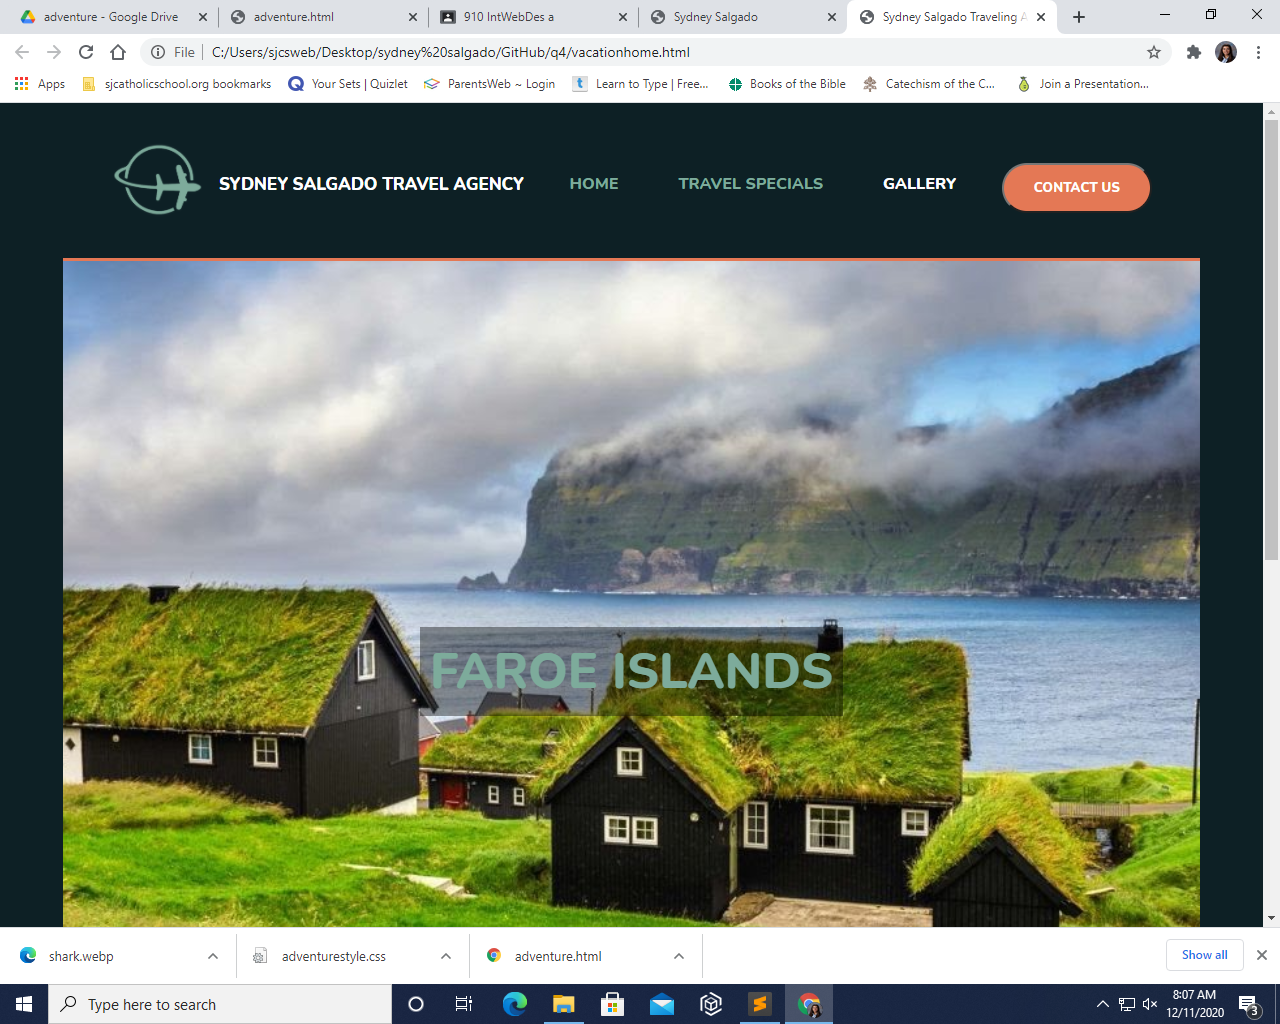 adventure - Google Drive
adventure.html
910 IntWebDes a
Sydney Salgado
Sydney Salgado Traveling A
File
C:/Users/sjcsweb/Desktop/sydney%20salgado/GitHub/q4/vacationhome.html
Apps
sjcatholicschool.org bookmarks
Your Sets | Quizlet
ParentsWeb ~ Login
Learn to Type | Free...
Books of the Bible
Catechism of the C...
Join a Presentation...
SYDNEY SALGADO TRAVEL AGENCY
HOME
TRAVEL SPECIALS
GALLERY
CONTACT US
FAROE ISLANDS
shark.webp
adventurestyle.css
adventure.html
Show all
Type here to search
8:07 AM
12/11/2020
3